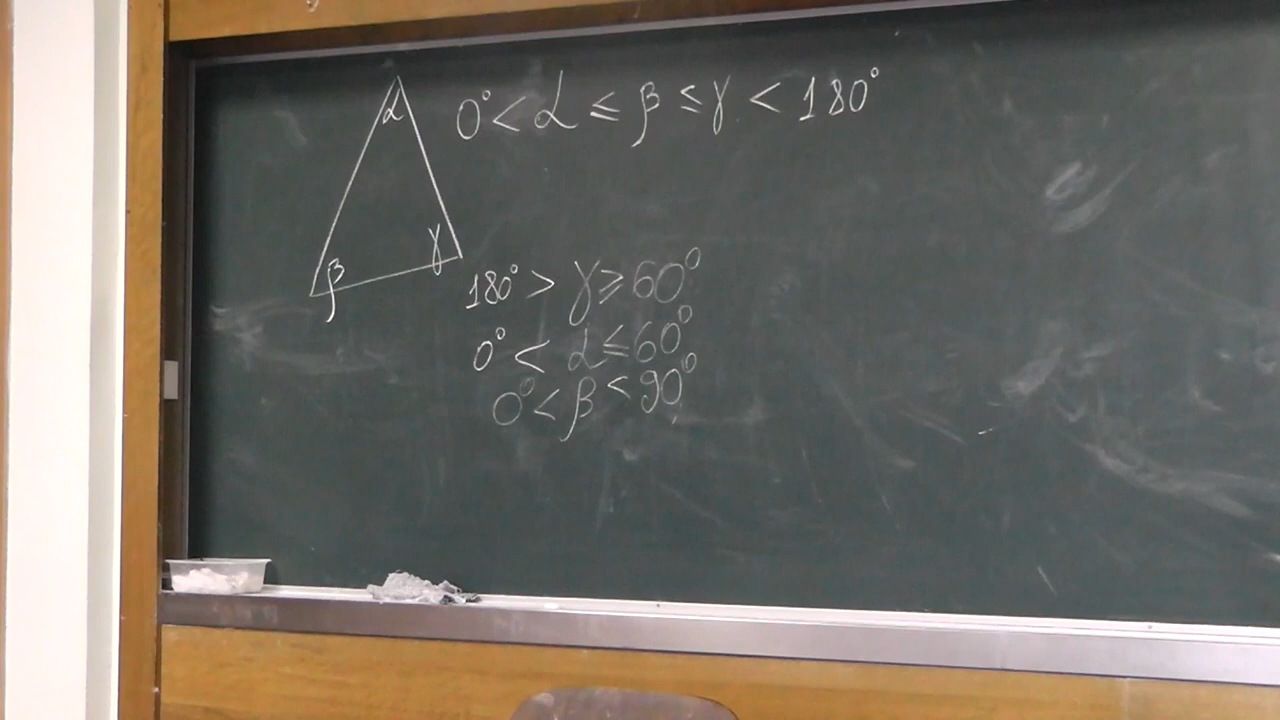 α
β
γ
0° < α ≤ β ≤ γ < 180°
180° > γ ≥ 60°
0° < α ≤ 60°
0° < β < 90°